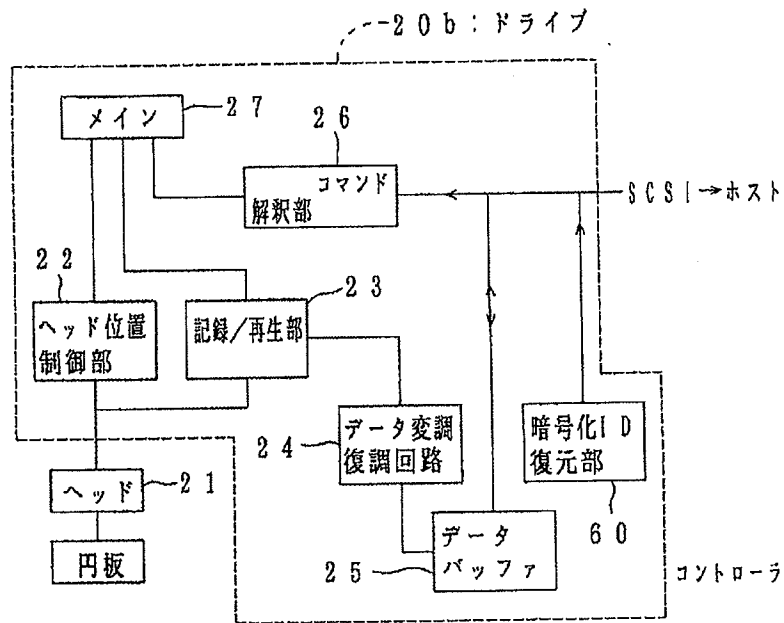 20b:ドライブ
メイン
27
26
コマンド
解釈部
SCSI→ホスト
22
ヘッド位置
制御部
23
記録/再生部
24
データ変調
復調回路
暗号化ID
復元部
60
ヘッド
21
円板
データ
バッファ
25
コントローラ